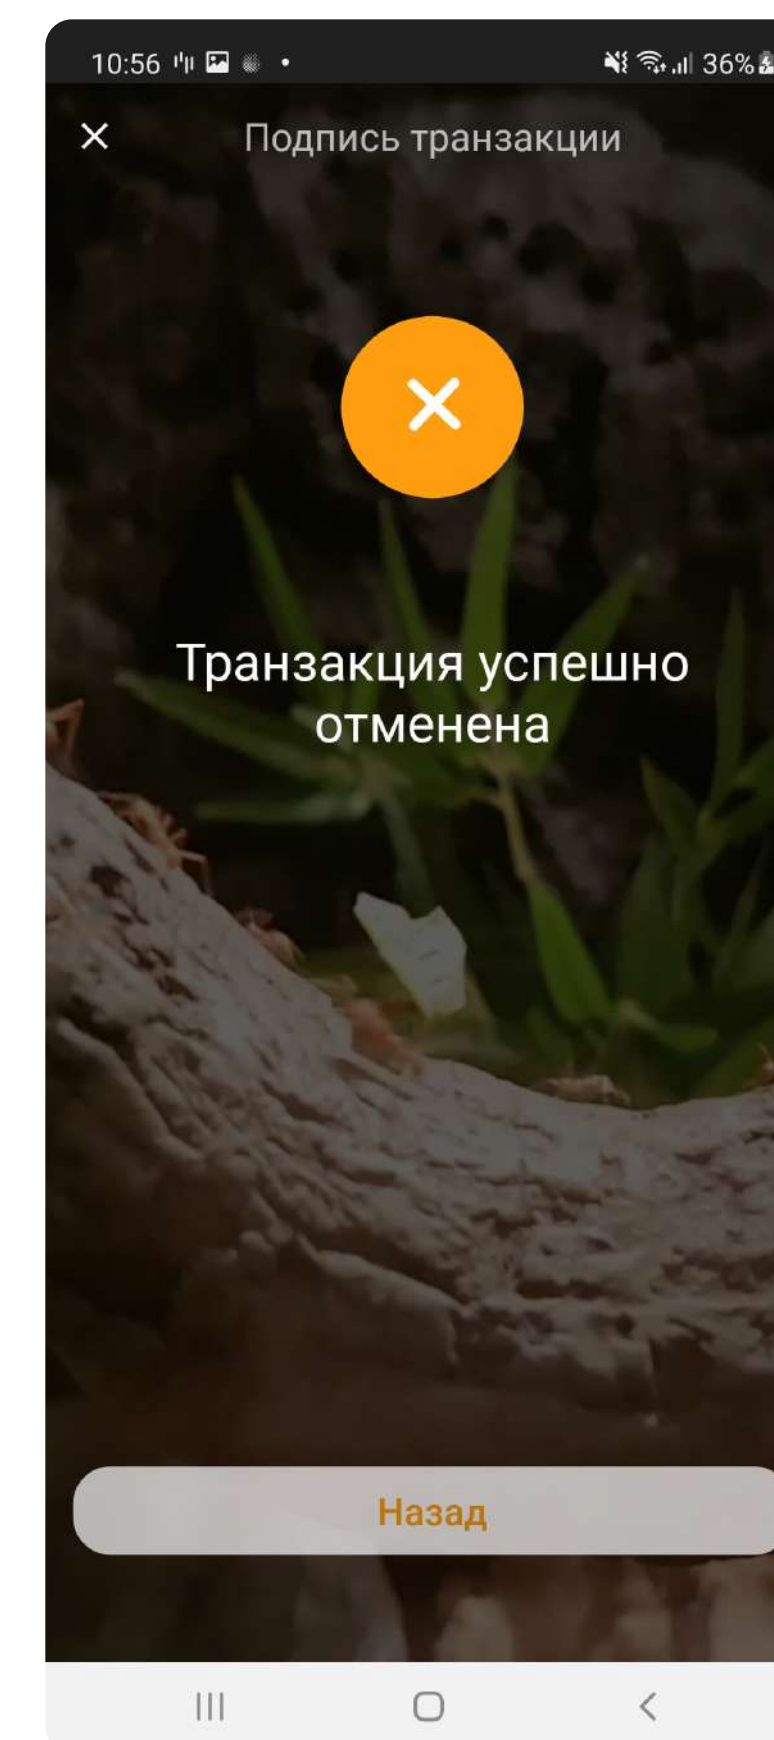 10:56
36%
Подпись транзакции
Транзакция успешно
отменена
Назад